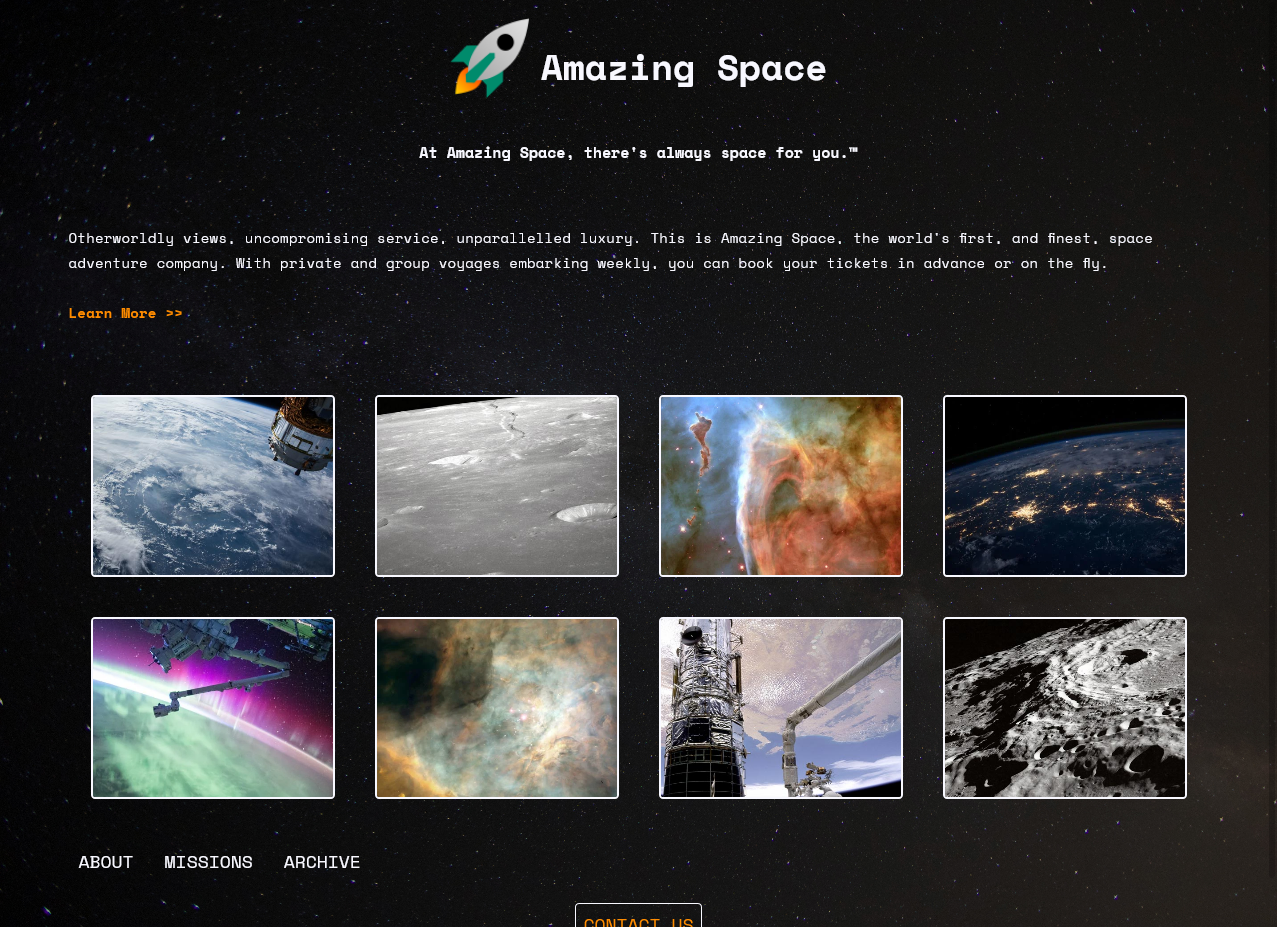 Amazing Space
At Amazing Space, there's always space for you.™
Otherworldly views, uncompromising service, unparallelled luxury. This is Amazing Space, the world's first, and finest, space
adventure company. With private and group voyages embarking weekly, you can book your tickets in advance or on the fly.
Learn More >>
ABOUT MISSIONS ARCHIVE
CONTACT US